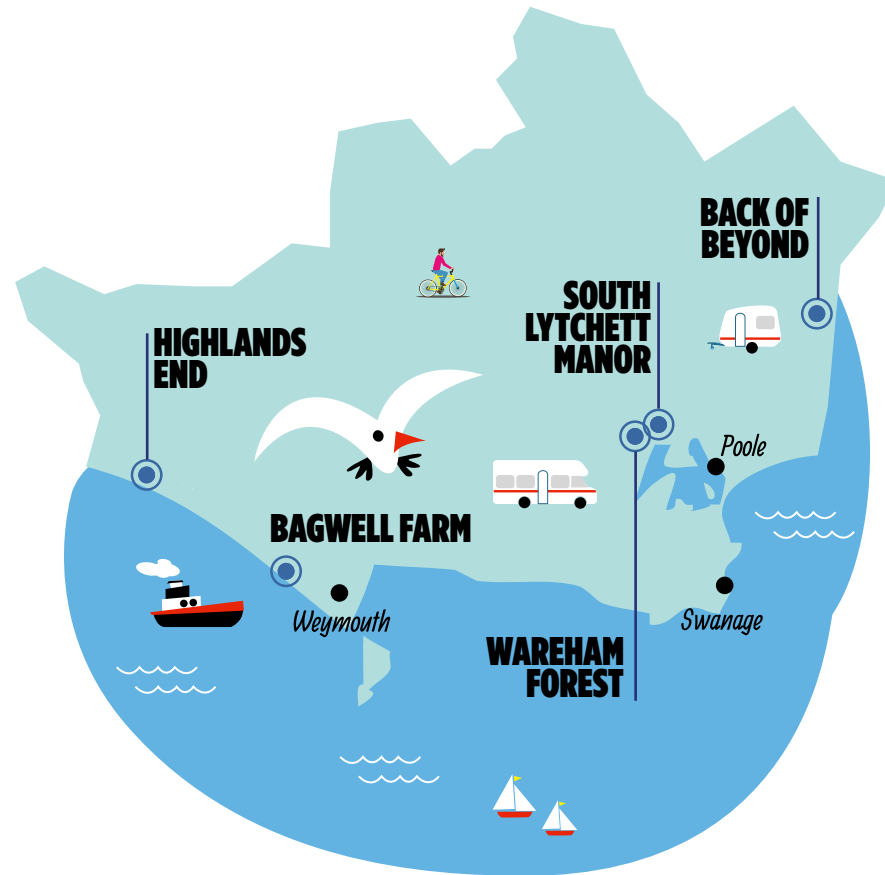 BACK OF
BEYOND
SOUTH
LYTCHETT
MANOR
HIGHLANDS
END
Poole
BAGWELL FARM
Swanage
Weymouth
WAREHAM
FOREST